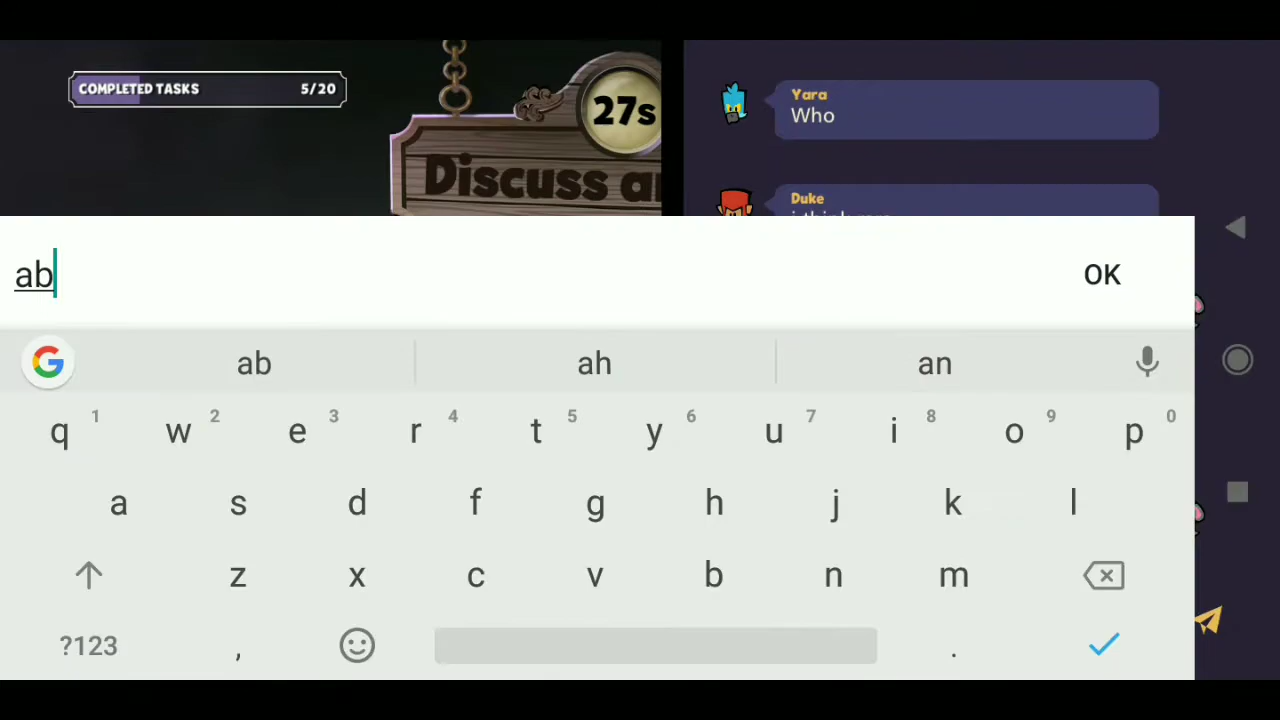 COMPLETED TASKS 5/20
27s
Discuss a
Yara
Who
Duke
i think
ab
OK
ab ah an
q 1 w 2 e 3 r 4 t 5 y 6 u 7 i 8 o 9 p 0
a s d f g h j k l
z x c v b n m
?123 , .